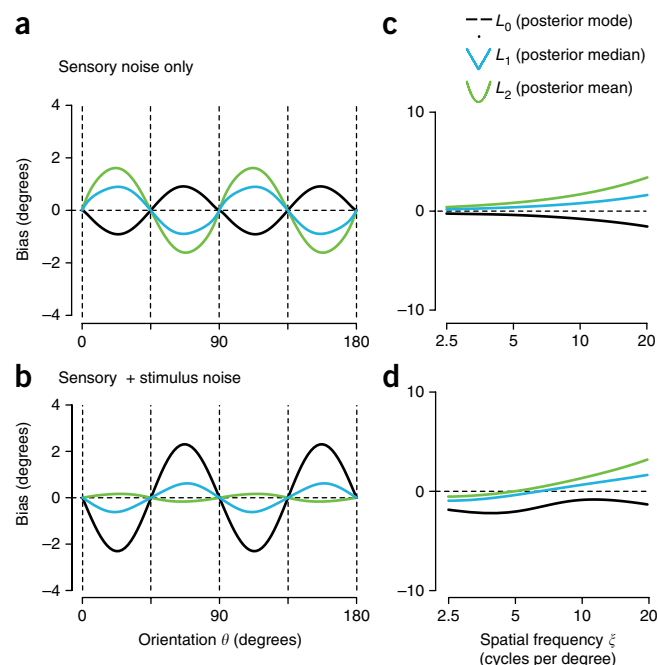 a
Sensory noise only
4
2
0
−2
−4
Bias (degrees)
0
90
180
c
L0 (posterior mode)
L1 (posterior median)
L2 (posterior mean)
10
0
−10
2.5
5
10
20
b
Sensory + stimulus noise
4
2
0
−2
−4
Bias (degrees)
0
90
180
Orientation θ (degrees)
d
10
0
−10
2.5
5
10
20
Spatial frequency ξ
(cycles per degree)